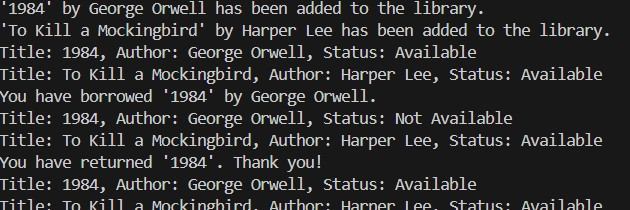 '1984' by George Orwell has been added to the library.
'To Kill a Mockingbird' by Harper Lee has been added to the library.
Title: 1984, Author: George Orwell, Status: Available
Title: To Kill a Mockingbird, Author: Harper Lee, Status: Available
You have borrowed '1984' by George Orwell.
Title: 1984, Author: George Orwell, Status: Not Available
Title: To Kill a Mockingbird, Author: Harper Lee, Status: Available
You have returned '1984'. Thank you!
Title: 1984, Author: George Orwell, Status: Available
Title: To Kill a Mockingbird, Author: Harper Lee, Status: Available